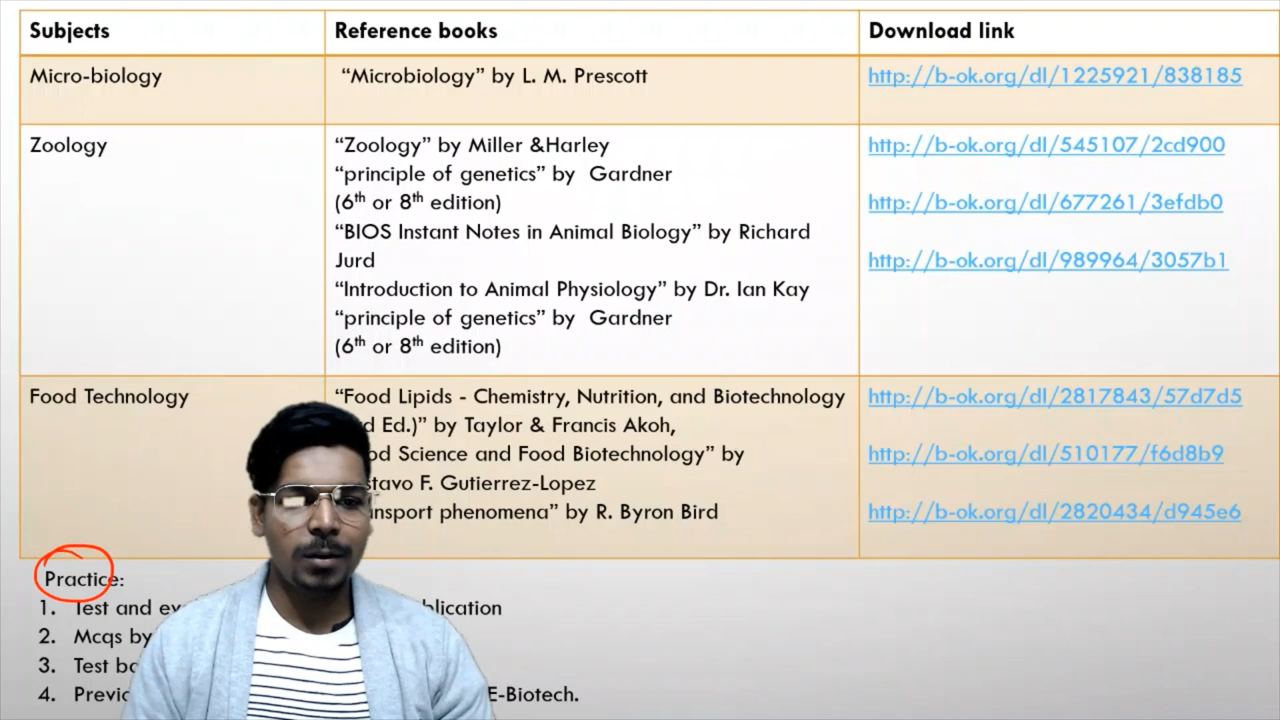 Subjects
Reference books
Download link
Micro-biology
“Microbiology” by L. M. Prescott
http://b-ok.org/dl/1225921/838185
Zoology
“Zoology” by Miller &Harley
“principle of genetics” by Gardner
(6th or 8th edition)
“BIOS Instant Notes in Animal Biology” by Richard
Jurd
“Introduction to Animal Physiology” by Dr. Ian Kay
“principle of genetics” by Gardner
(6th or 8th edition)
http://b-ok.org/dl/545107/2cd900
http://b-ok.org/dl/677261/3efdb0
http://b-ok.org/dl/989964/3057b1
Food Technology
“Food Lipids - Chemistry, Nutrition, and Biotechnology
Ed.)” by Taylor & Francis Akoh,
Science and Food Biotechnology” by
F. Gutierrez-Lopez
phenomena” by R. Byron Bird
http://b-ok.org/dl/2817843/57d7d5
http://b-ok.org/dl/510177/f6d8b9
http://b-ok.org/dl/2820434/d945e6
Practice:
1. Test and
2. Mcqs by
3. Test
4. E-Biotech.